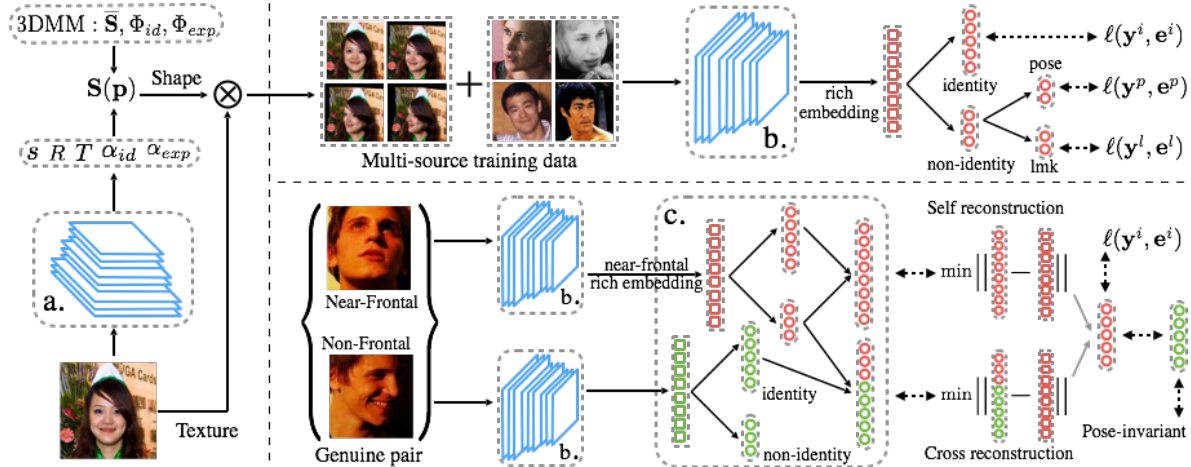 3DMM : S̅, Φ_id, Φ_exp
S(p)
Shape
⊗
s R T α_id α_exp
a.
UGA Cards
Texture
+
Multi-source training data
b.
rich
embedding
identity
non-identity
pose
lmk
ℓ(y^i, e^i)
ℓ(y^p, e^p)
ℓ(y^l, e^l)
Near-Frontal
Non-Frontal
Genuine pair
b.
b.
near-frontal
rich embedding
c.
identity
non-identity
Self reconstruction
min
min
Cross reconstruction
ℓ(y^i, e^i)
Pose-invariant